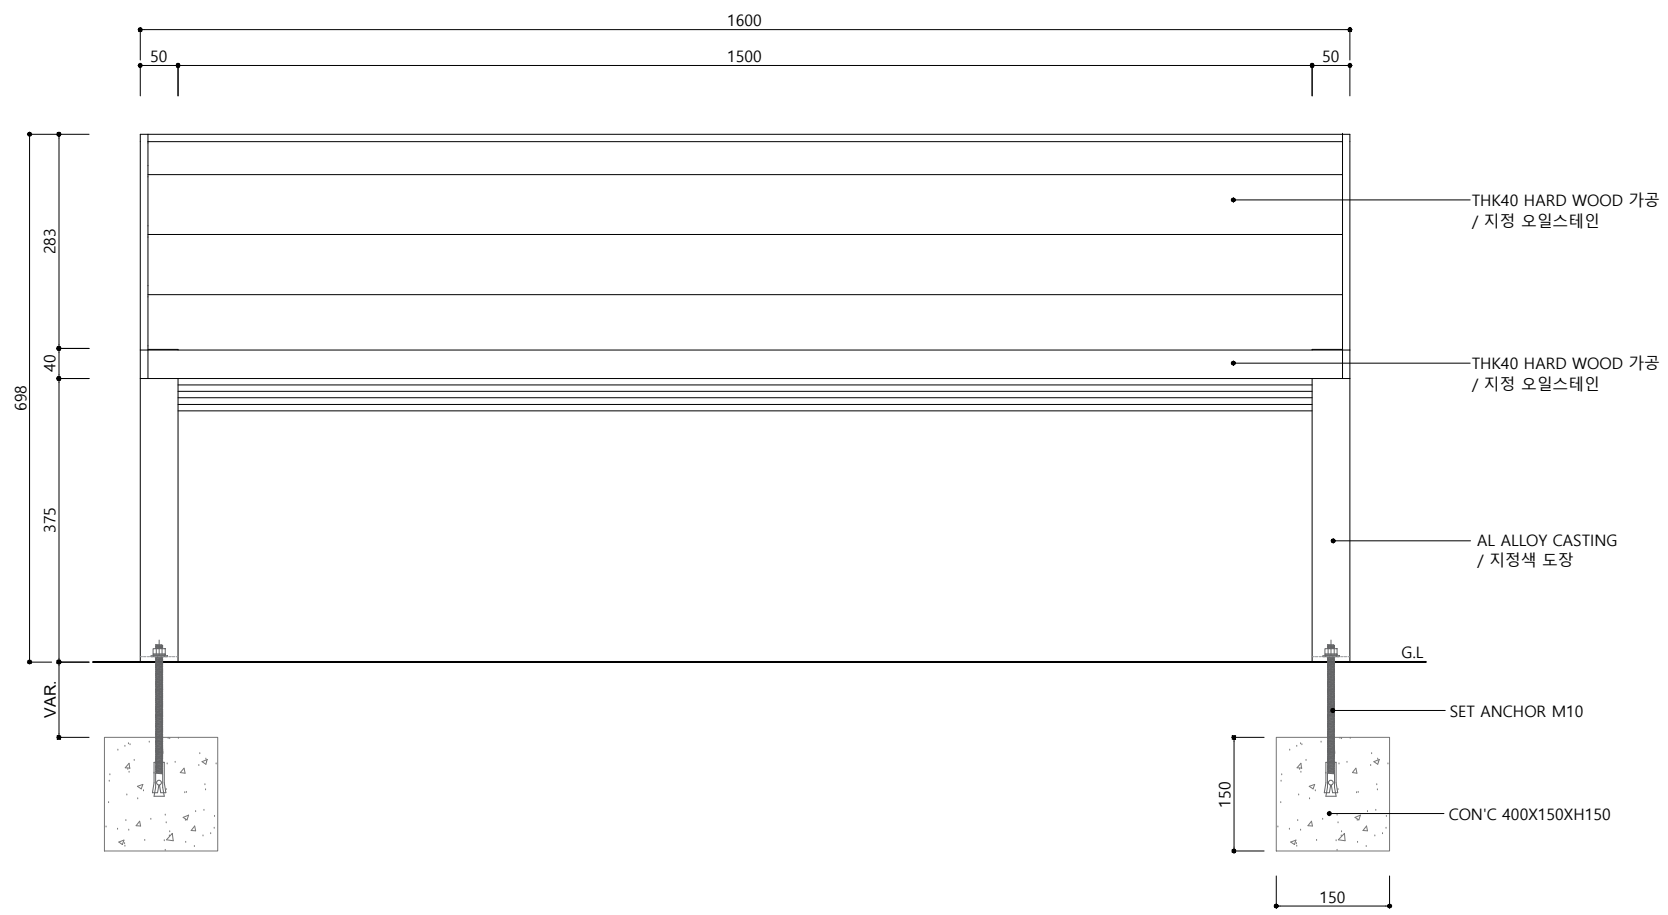 1600
50
1500
50
THK40 HARD WOOD 가공
/ 지정 오일스테인
283
40
THK40 HARD WOOD 가공
/ 지정 오일스테인
698
375
AL ALLOY CASTING
/ 지정색 도장
G.L
VAR.
SET ANCHOR M10
150
CON'C 400X150XH150
150